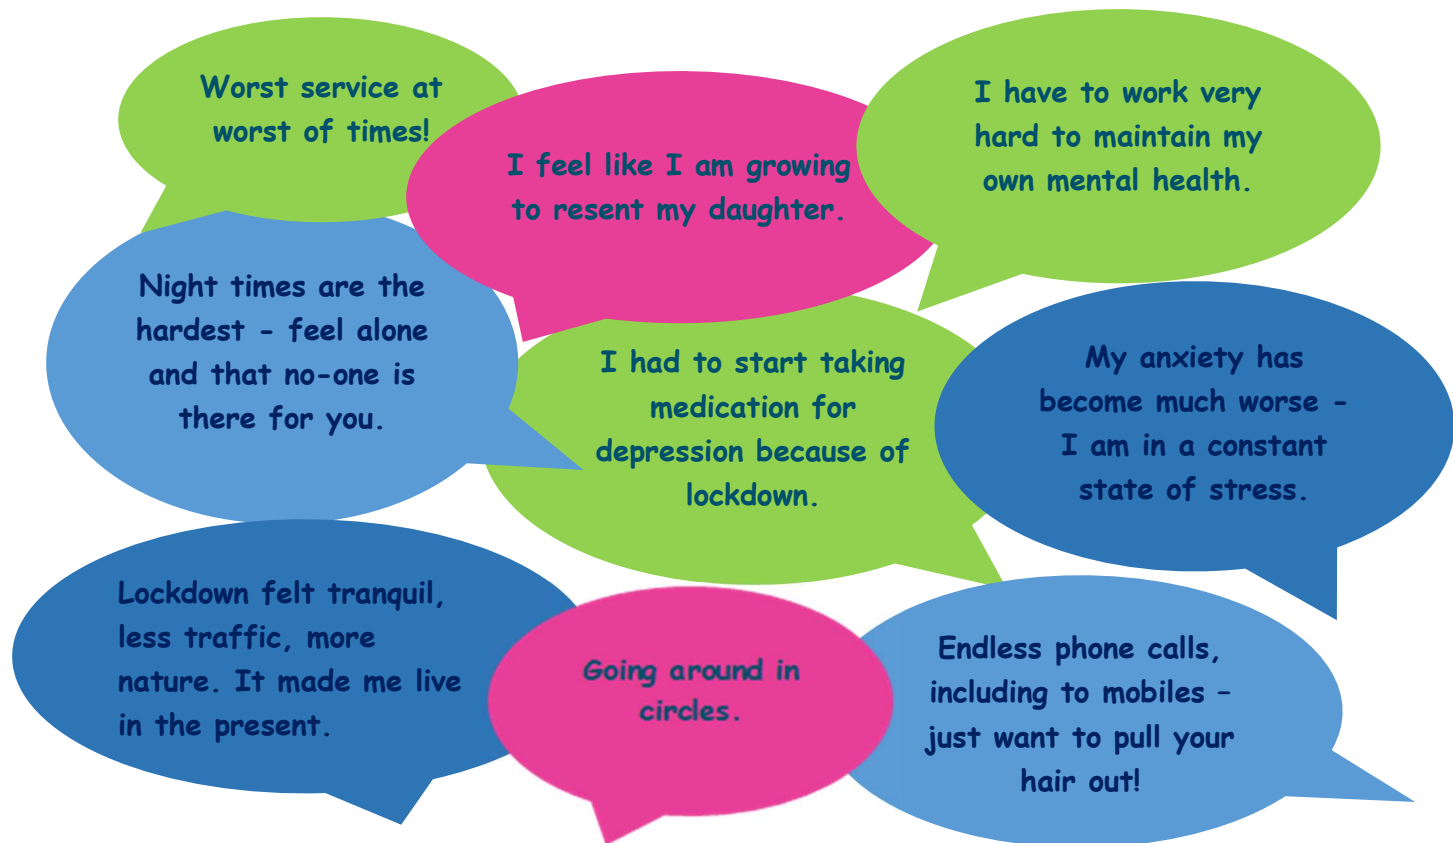 Worst service at
worst of times!
I feel like I am growing
to resent my daughter.
I have to work very
hard to maintain my
own mental health.
Night times are the
hardest - feel alone
and that no-one is
there for you.
I had to start taking
medication for
depression because of
lockdown.
My anxiety has
become much worse -
I am in a constant
state of stress.
Lockdown felt tranquil,
less traffic, more
nature. It made me live
in the present.
Going around in
circles.
Endless phone calls,
including to mobiles –
just want to pull your
hair out!